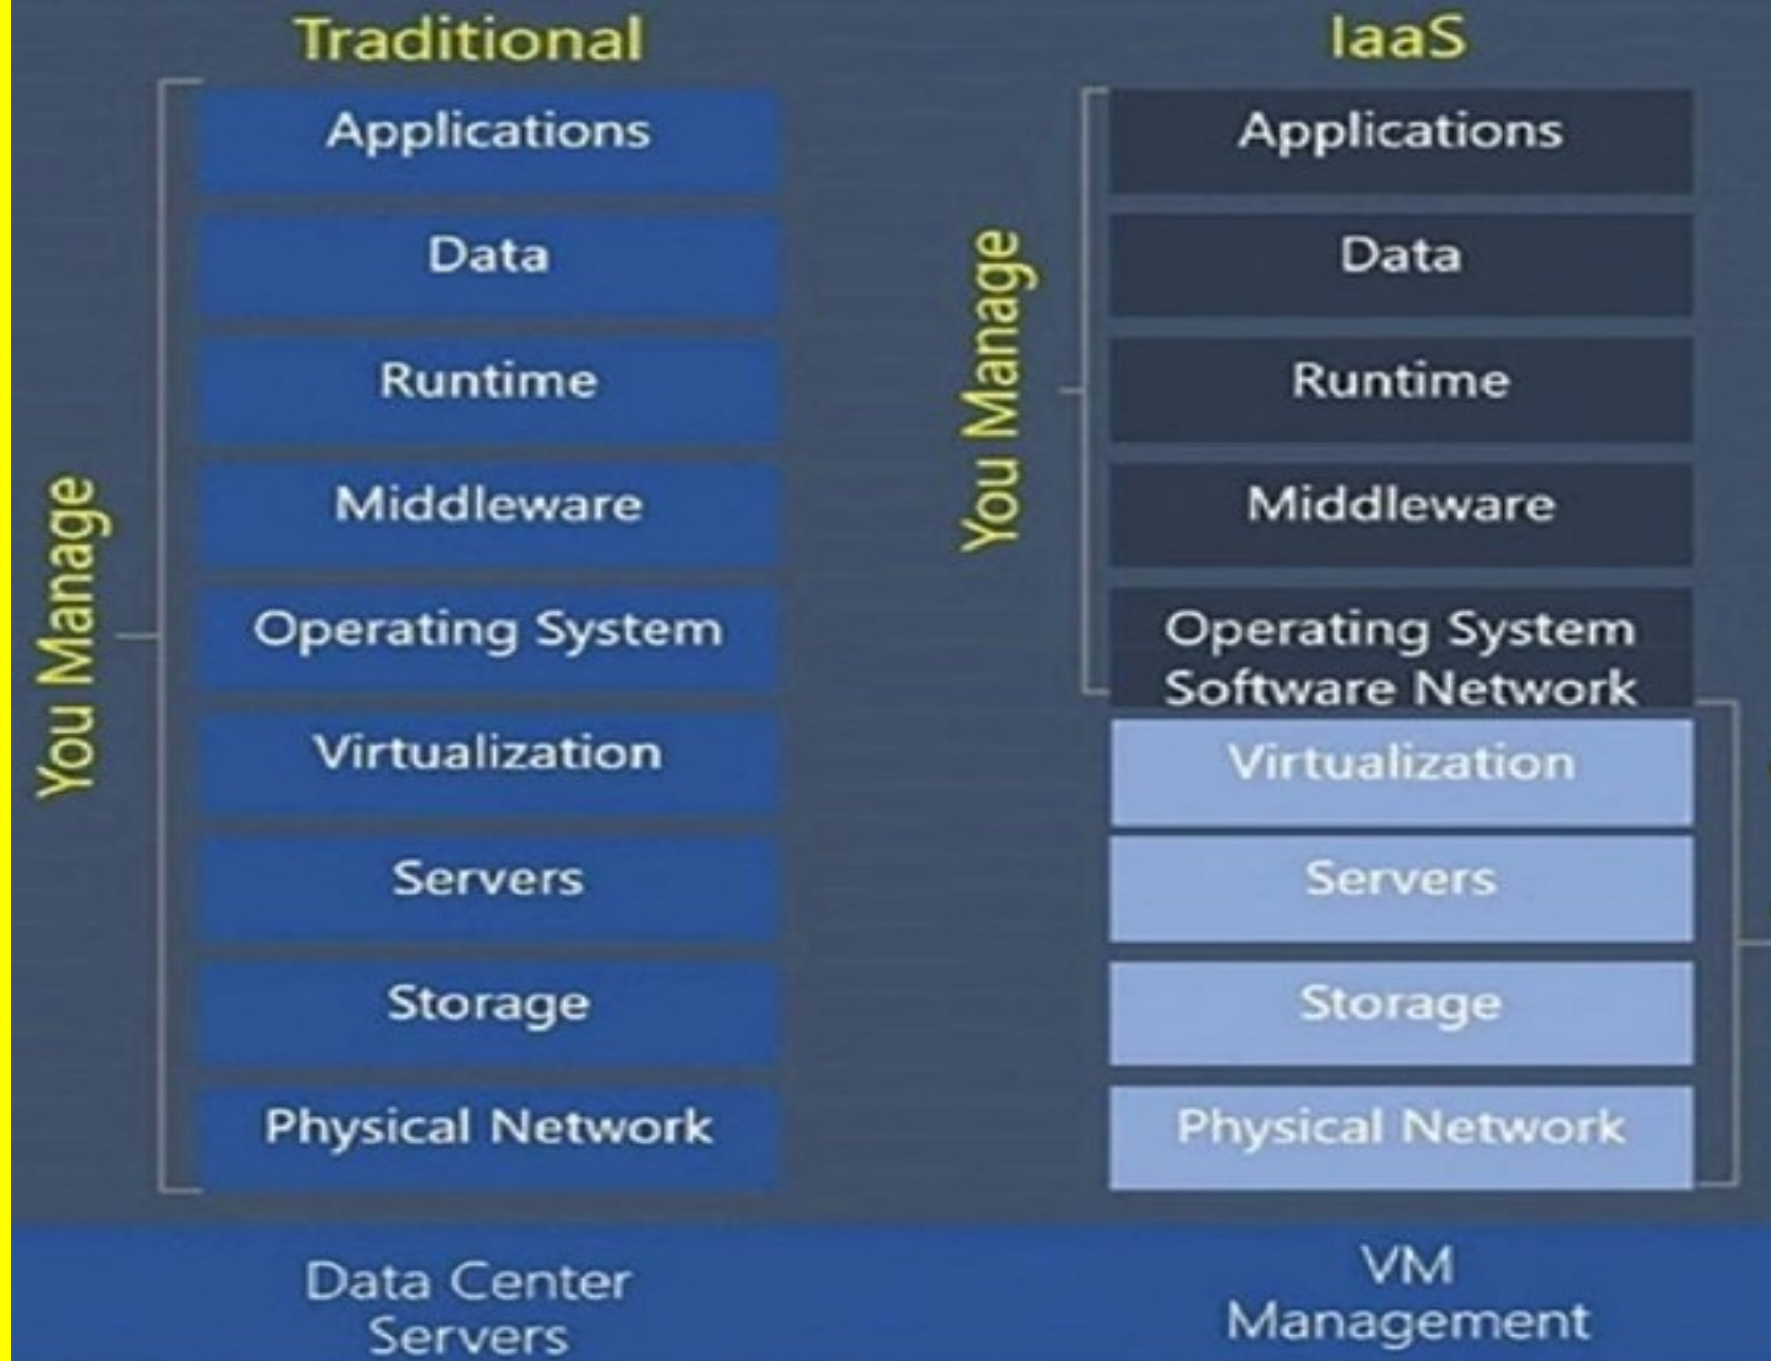 Traditional
You Manage
Applications
Data
Runtime
Middleware
Operating System
Virtualization
Servers
Storage
Physical Network
Data Center
Servers
IaaS
You Manage
Applications
Data
Runtime
Middleware
Operating System
Software Network
Virtualization
Servers
Storage
Physical Network
VM
Management